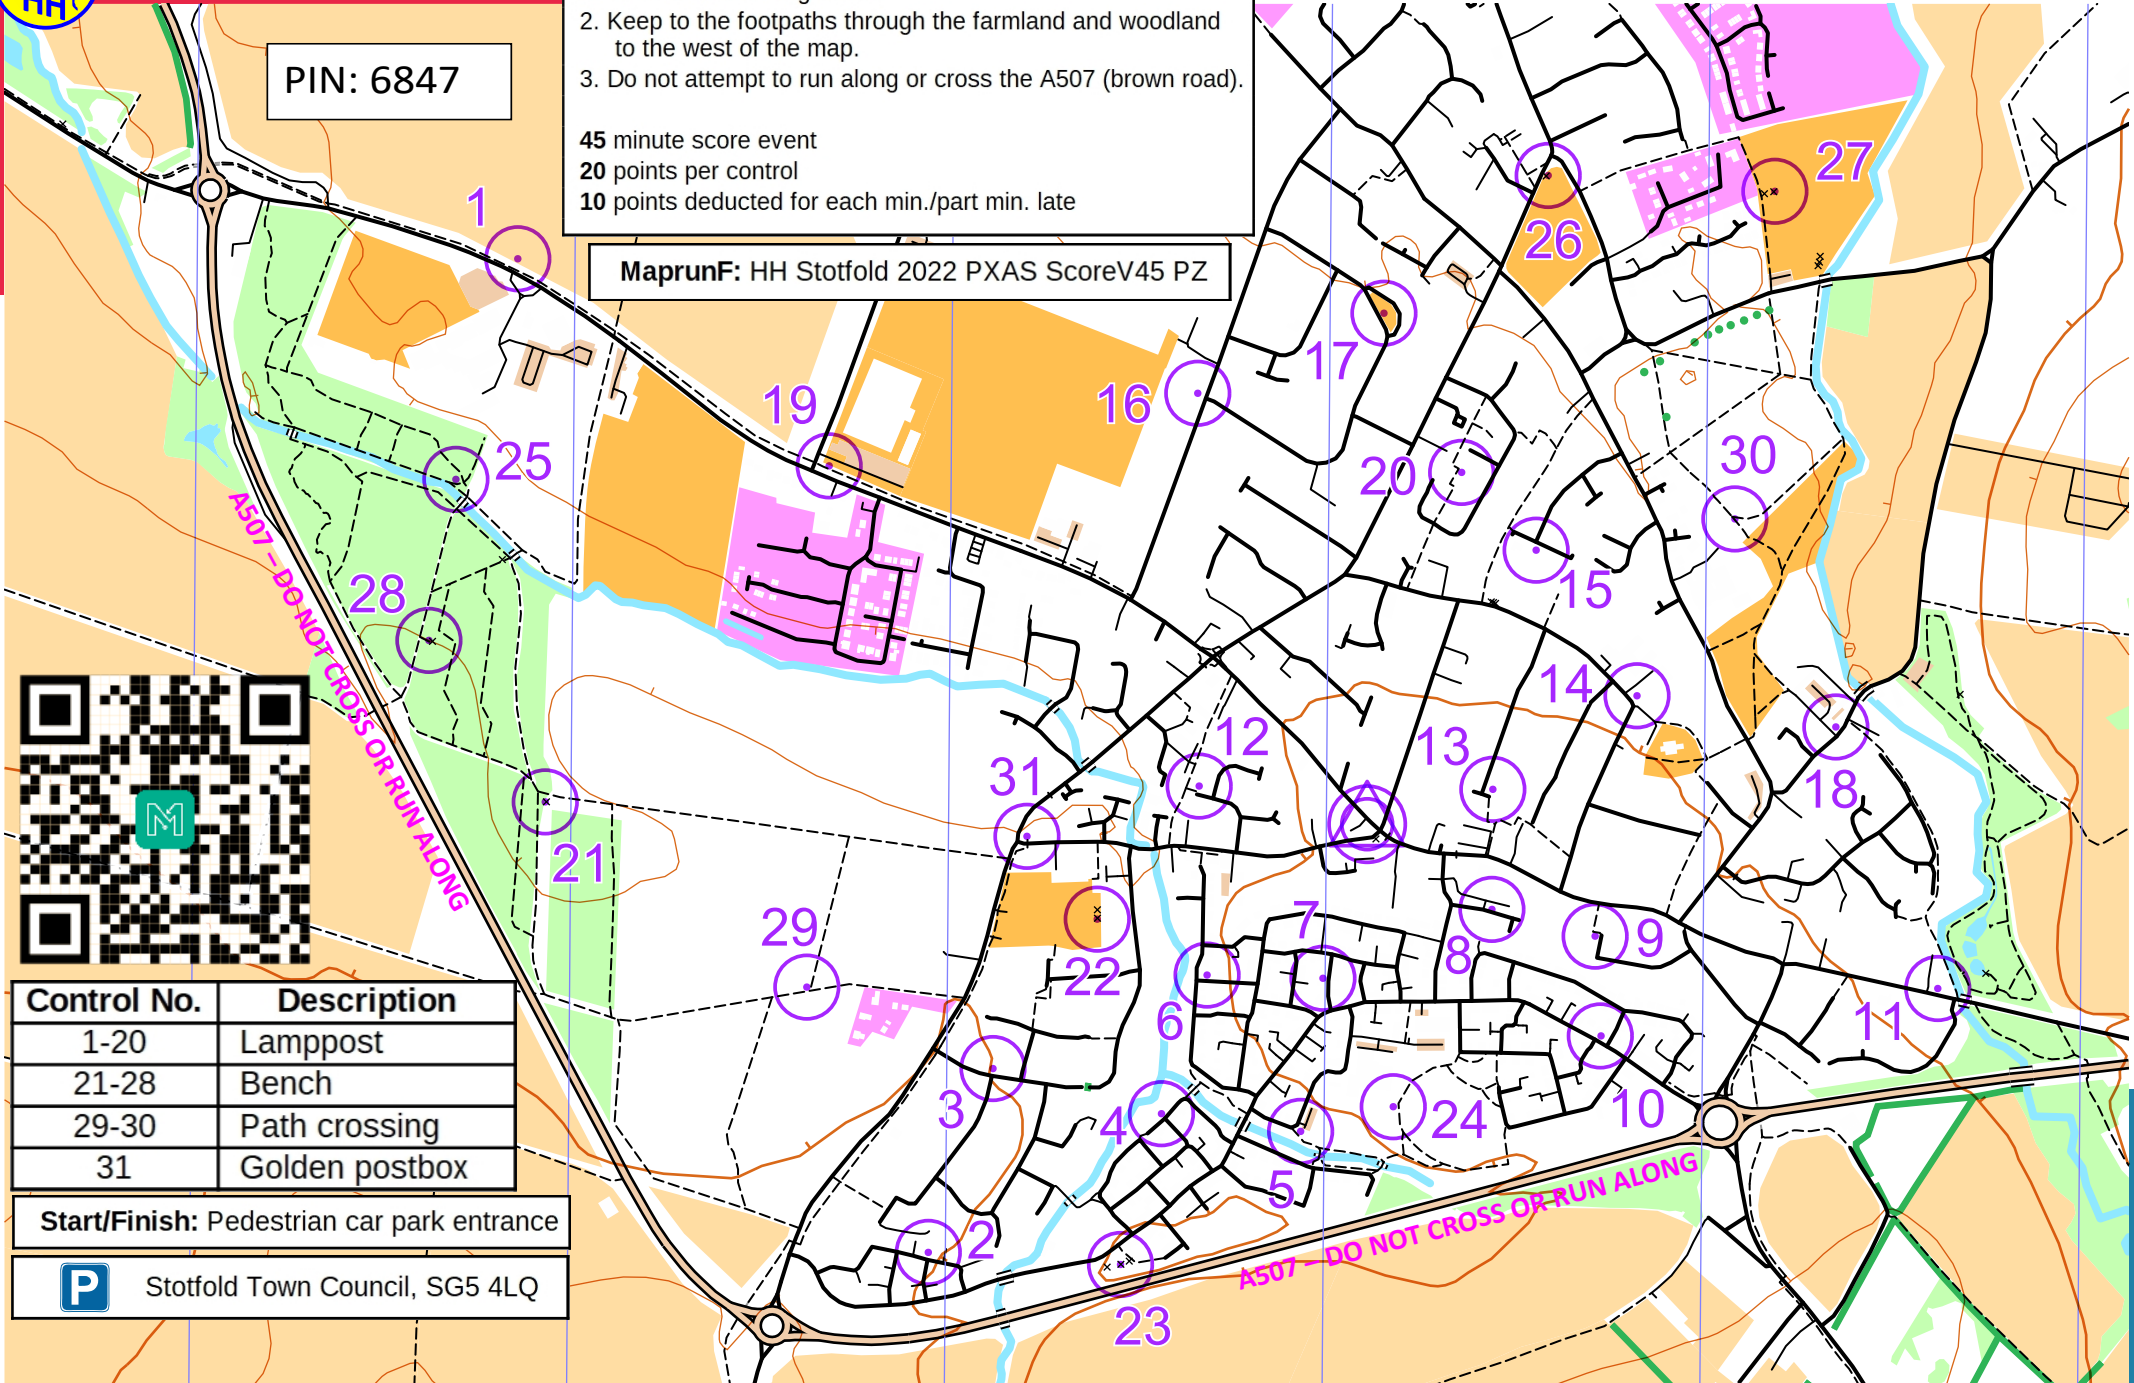 HH
PIN: 6847
2. Keep to the footpaths through the farmland and woodland
to the west of the map.
3. Do not attempt to run along or cross the A507 (brown road).
45 minute score event
20 points per control
10 points deducted for each min./part min. late
MaprunF: HH Stotfold 2022 PXAS ScoreV45 PZ
1
27
26
17
19
16
25
20
30
15
28
14
12
13
31
18
21
29
7
8
9
22
6
11
3
4
24
10
5
2
23
A507 – DO NOT CROSS OR RUN ALONG
A507 – DO NOT CROSS OR RUN ALONG
Control No. Description
1-20 Lamppost
21-28 Bench
29-30 Path crossing
31 Golden postbox
Start/Finish: Pedestrian car park entrance
P Stotfold Town Council, SG5 4LQ